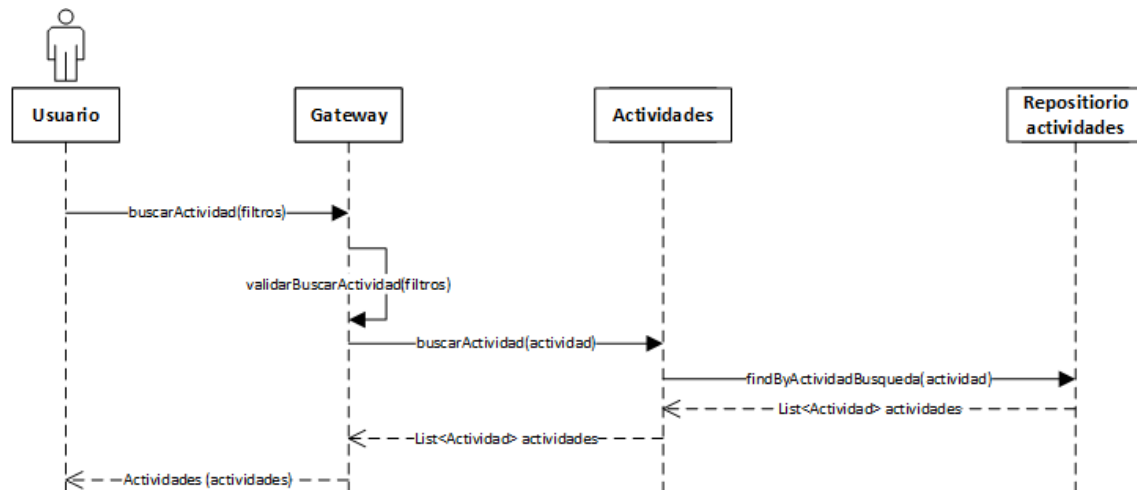 Usuario
Gateway
Actividades
Repositiorio
actividades
buscarActividad(filtros)
validarBuscarActividad(filtros)
buscarActividad(actividad)
findByActividadBusqueda(actividad)
List<Actividad> actividades
List<Actividad> actividades
Actividades (actividades)